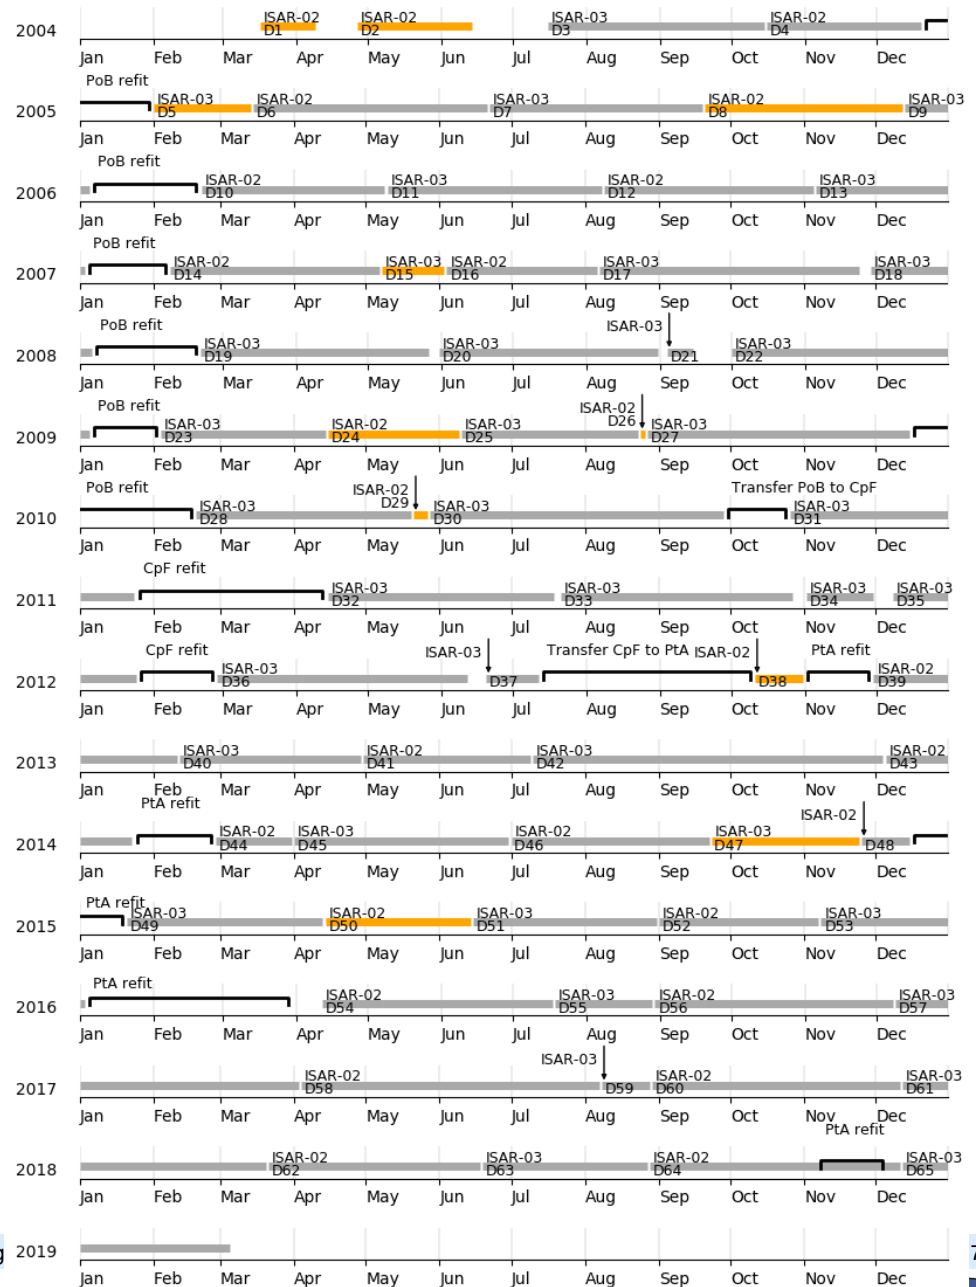 ISAR-02 ISAR-02 ISAR-03 ISAR-02
2004 D1 D2 D3 D4
Jan Feb Mar Apr May Jun Jul Aug Sep Oct Nov Dec
PoB refit
ISAR-03 ISAR-02 ISAR-03 ISAR-02 ISAR-03
2005 D5 D6 D7 D8 D9
Jan Feb Mar Apr May Jun Jul Aug Sep Oct Nov Dec
PoB refit
ISAR-02 ISAR-03 ISAR-02 ISAR-03
2006 D10 D11 D12 D13
Jan Feb Mar Apr May Jun Jul Aug Sep Oct Nov Dec
PoB refit
ISAR-02 ISAR-03 ISAR-02 ISAR-03 ISAR-03
2007 D14 D15 D16 D17 D18
Jan Feb Mar Apr May Jun Jul Aug Sep Oct Nov Dec
PoB refit ISAR-03
ISAR-03 ISAR-03 ISAR-03
2008 D19 D20 D21 D22
Jan Feb Mar Apr May Jun Jul Aug Sep Oct Nov Dec
PoB refit ISAR-02
ISAR-03 ISAR-02 ISAR-03 D26 ISAR-03
2009 D23 D24 D25 D27
Jan Feb Mar Apr May Jun Jul Aug Sep Oct Nov Dec
PoB refit ISAR-02 Transfer PoB to CpF
ISAR-03 D29 ISAR-03 ISAR-03
2010 D28 D30 D31
Jan Feb Mar Apr May Jun Jul Aug Sep Oct Nov Dec
CpF refit
ISAR-03 ISAR-03 ISAR-03 ISAR-03
2011 D32 D33 D34 D35
Jan Feb Mar Apr May Jun Jul Aug Sep Oct Nov Dec
CpF refit ISAR-03 Transfer CpF to PtA ISAR-02 PtA refit
ISAR-03 ISAR-02
2012 D36 D37 D38 D39
Jan Feb Mar Apr May Jun Jul Aug Sep Oct Nov Dec
ISAR-03 ISAR-02 ISAR-03 ISAR-02
2013 D40 D41 D42 D43
Jan Feb Mar Apr May Jun Jul Aug Sep Oct Nov Dec
PtA refit ISAR-02
ISAR-02 ISAR-03 ISAR-02 ISAR-03
2014 D44 D45 D46 D47 D48
Jan Feb Mar Apr May Jun Jul Aug Sep Oct Nov Dec
PtA refit
ISAR-03 ISAR-02 ISAR-03 ISAR-02 ISAR-03
2015 D49 D50 D51 D52 D53
Jan Feb Mar Apr May Jun Jul Aug Sep Oct Nov Dec
PtA refit
ISAR-02 ISAR-03 ISAR-02 ISAR-03
2016 D54 D55 D56 D57
Jan Feb Mar Apr May Jun Jul Aug Sep Oct Nov Dec
ISAR-03
ISAR-02 ISAR-02 ISAR-03
2017 D58 D59 D60 D61
Jan Feb Mar Apr May Jun Jul Aug Sep Oct Nov Dec
PtA refit
ISAR-02 ISAR-03 ISAR-02 ISAR-03
2018 D62 D63 D64 D65
Jan Feb Mar Apr May Jun Jul Aug Sep Oct Nov Dec
2019
Jan Feb Mar Apr May Jun Jul Aug Sep Oct Nov Dec